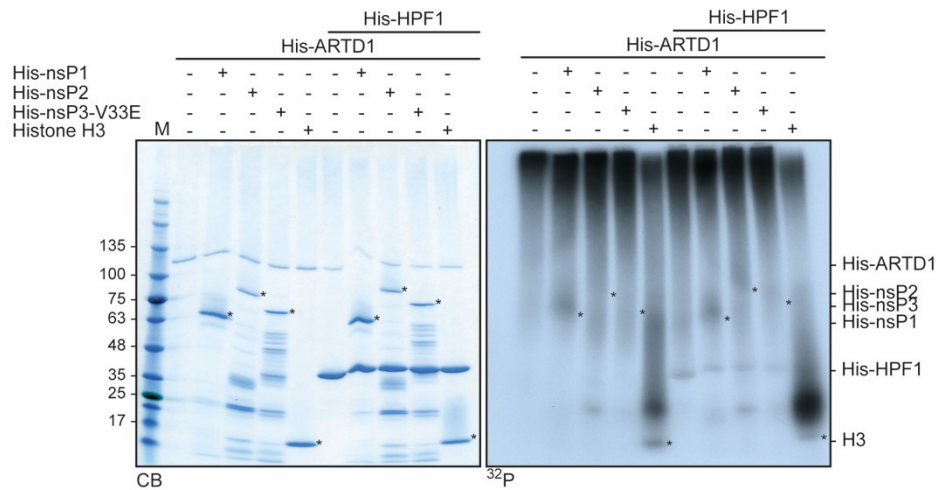 His-HPF1 His-HPF1
His-ARTD1 His-ARTD1
His-nsP1 - + - - - - + - - - - + - - - - + - - -
His-nsP2 - - + - - - - + - - - - + - - - - + - -
His-nsP3-V33E - - - + - - - - + - - - - + - - - - + -
Histone H3 M - - - - + - - - - + - - - - + - - - - +
135
100
75
63
48
35
25
17
* * * * * * * *
* * * * * * * *
His-ARTD1
His-nsP2
His-nsP3
His-nsP1
His-HPF1
H3
CB 32P